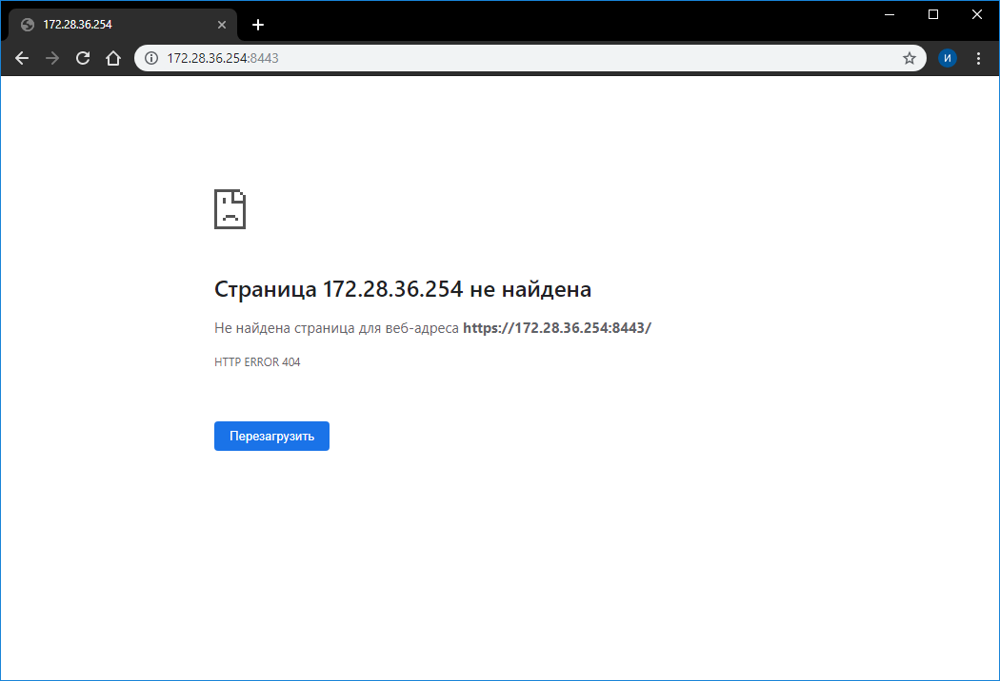 172.28.36.254
172.28.36.254:8443
и
Страница 172.28.36.254 не найдена
Не найдена страница для веб-адреса https://172.28.36.254:8443/
HTTP ERROR 404
Перезагрузить